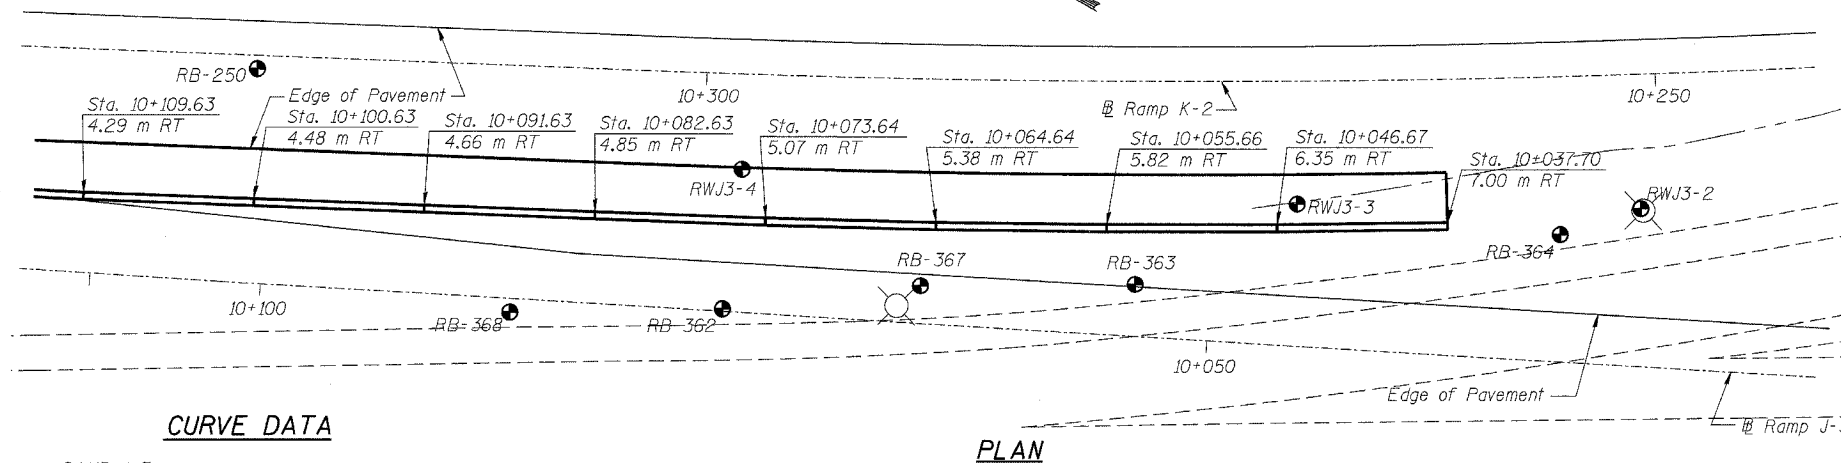 RB-250
Edge of Pavement
10+300
℄ Ramp K-2
10+250
Sta. 10+109.63
4.29 m RT
Sta. 10+100.63
4.48 m RT
Sta. 10+091.63
4.66 m RT
Sta. 10+082.63
4.85 m RT
Sta. 10+073.64
5.07 m RT
Sta. 10+064.64
5.38 m RT
Sta. 10+055.66
5.82 m RT
Sta. 10+046.67
6.35 m RT
Sta. 10+037.70
7.00 m RT
RWJ3-4
RWJ3-3
RWJ3-2
RB-364
RB-367
RB-363
10+100
RB-368
RB-362
10+050
Edge of Pavement
℄ Ramp J-3
CURVE DATA
PLAN